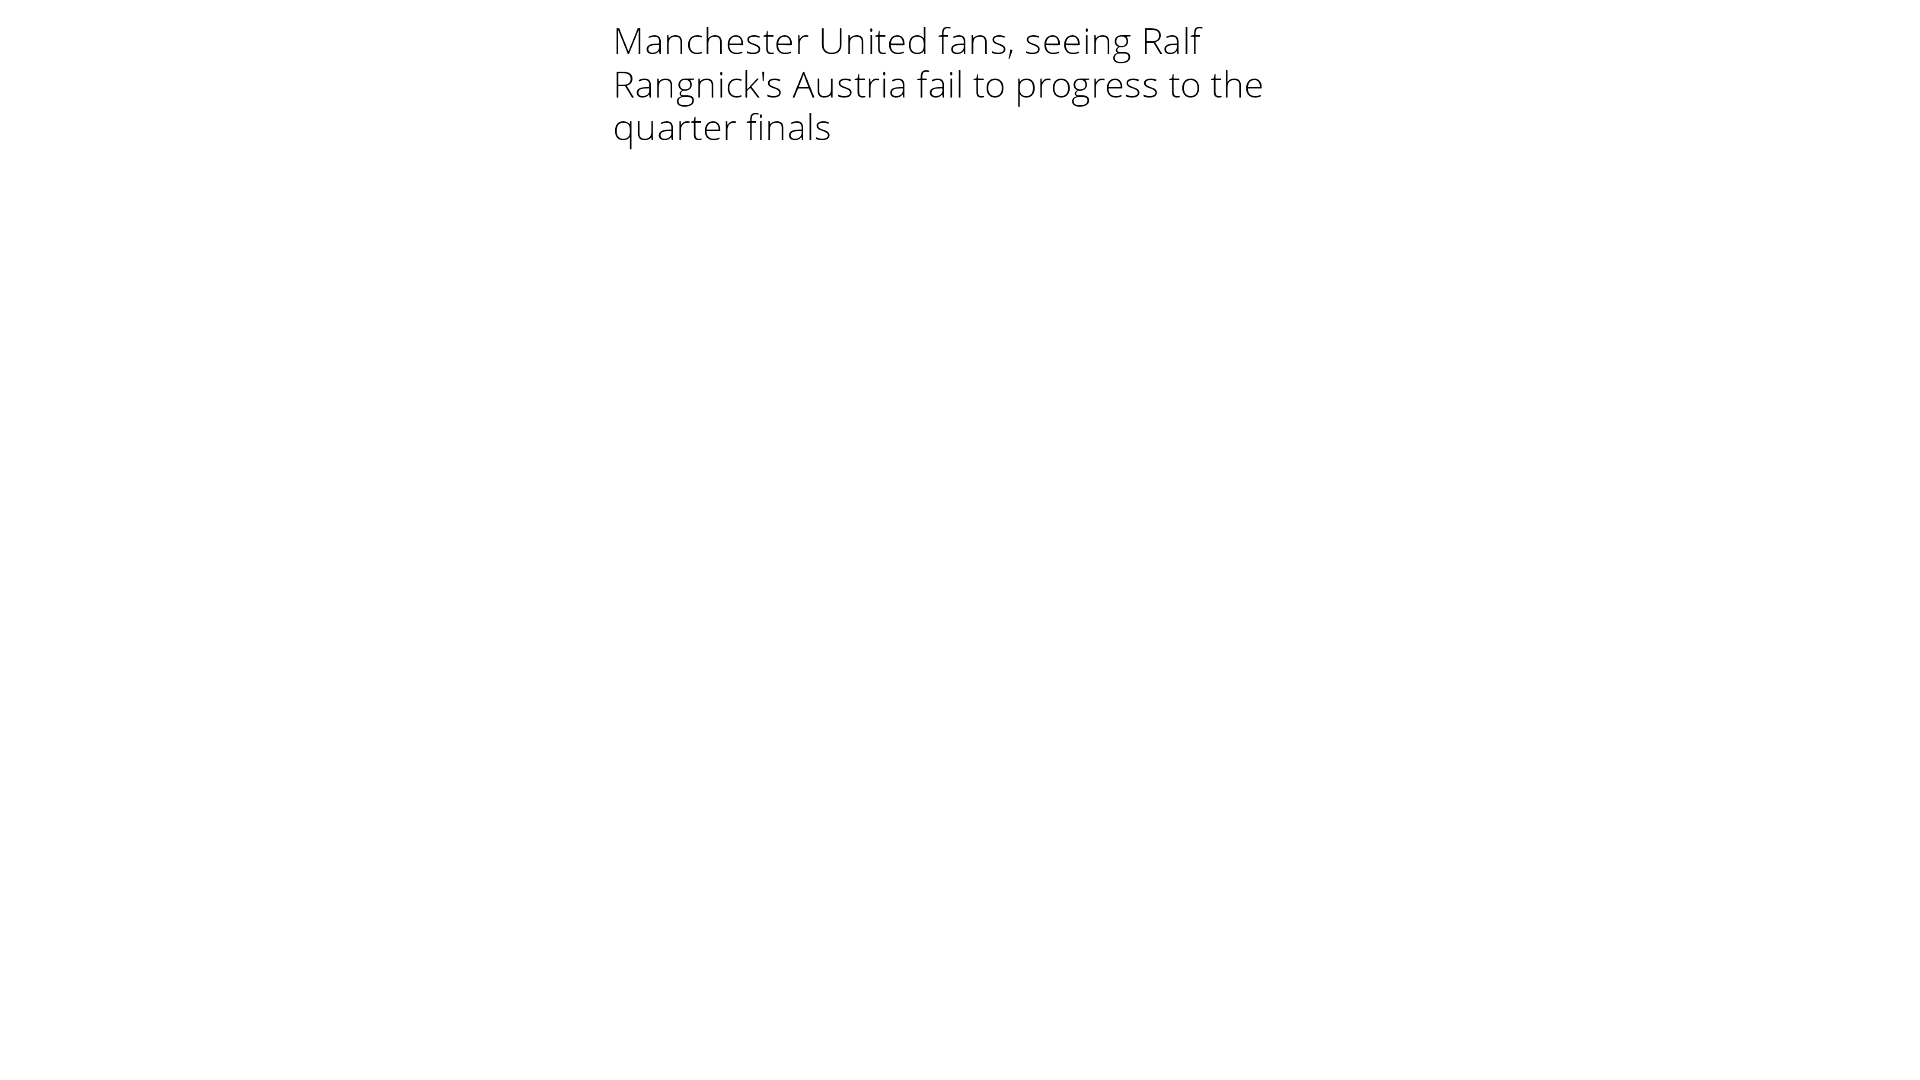 Manchester United fans, seeing Ralf
Rangnick's Austria fail to progress to the
quarter finals